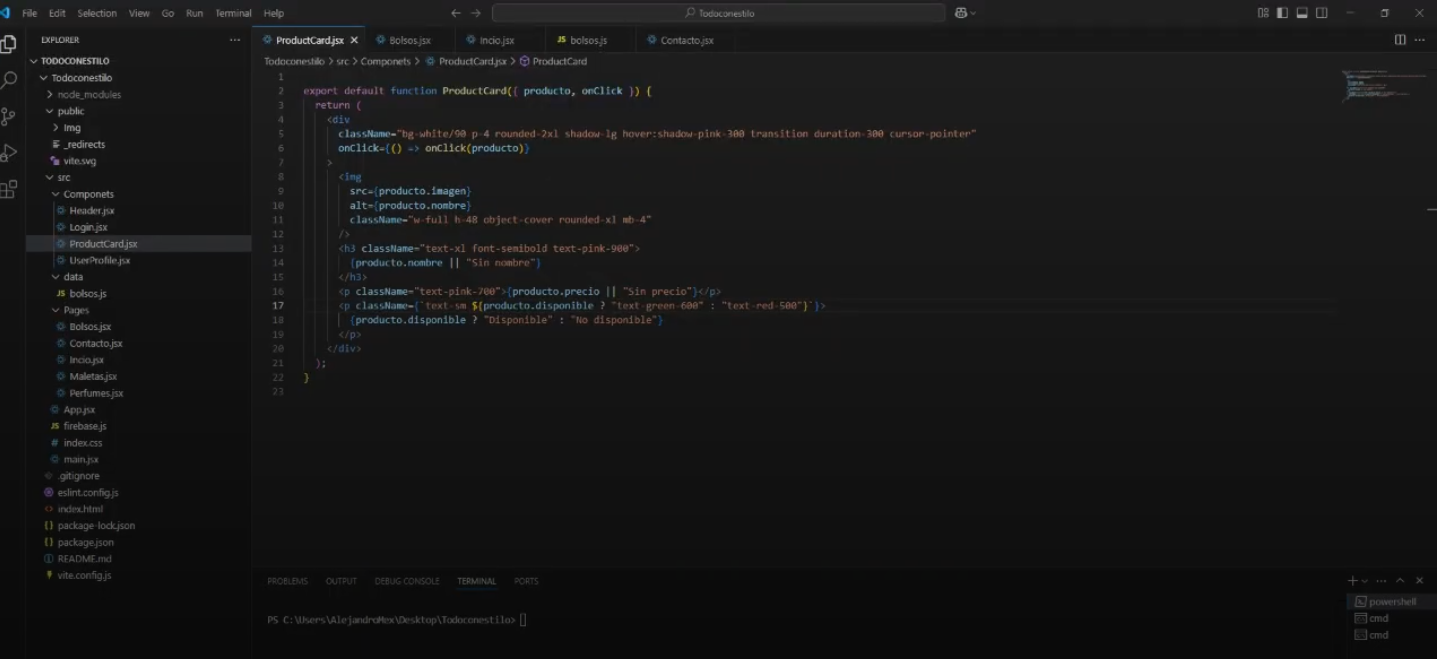 File Edit Selection View Go Run Terminal Help
Todoconestilo
EXPLORER
TODOCONESTILO
Todoconestilo
node_modules
public
Img
_redirects
vite.svg
src
Componets
Header.jsx
Login.jsx
ProductCard.jsx
UserProfile.jsx
data
JS bolsos.js
Pages
Bolsos.jsx
Contacto.jsx
Incio.jsx
Maletas.jsx
Perfumes.jsx
App.jsx
JS firebase.js
# index.css
main.jsx
.gitignore
eslint.config.js
<> index.html
{} package-lock.json
{} package.json
README.md
vite.config.js
ProductCard.jsx Bolsos.jsx Incio.jsx JS bolsos.js Contacto.jsx
Todoconestilo > src > Componets > ProductCard.jsx > ProductCard
1
2 export default function ProductCard({ producto, onClick }) {
3 return (
4 <div
5 className="bg-white/90 p-4 rounded-2xl shadow-lg hover:shadow-pink-300 transition duration-300 cursor-pointer"
6 onClick={() => onClick(producto)}
7 >
8 <img
9 src={producto.imagen}
10 alt={producto.nombre}
11 className="w-full h-48 object-cover rounded-xl mb-4"
12 />
13 <h3 className="text-xl font-semibold text-pink-900">
14 {producto.nombre || "Sin nombre"}
15 </h3>
16 <p className="text-pink-700">{producto.precio || "Sin precio"}</p>
17 <p className={`text-sm ${producto.disponible ? "text-green-600" : "text-red-500"}`}>
18 {producto.disponible ? "Disponible" : "No disponible"}
19 </p>
20 </div>
21 );
22 }
23
PROBLEMS OUTPUT DEBUG CONSOLE TERMINAL PORTS
PS C:\Users\AlejandroMex\Desktop\Todoconestilo>
powershell
cmd
cmd